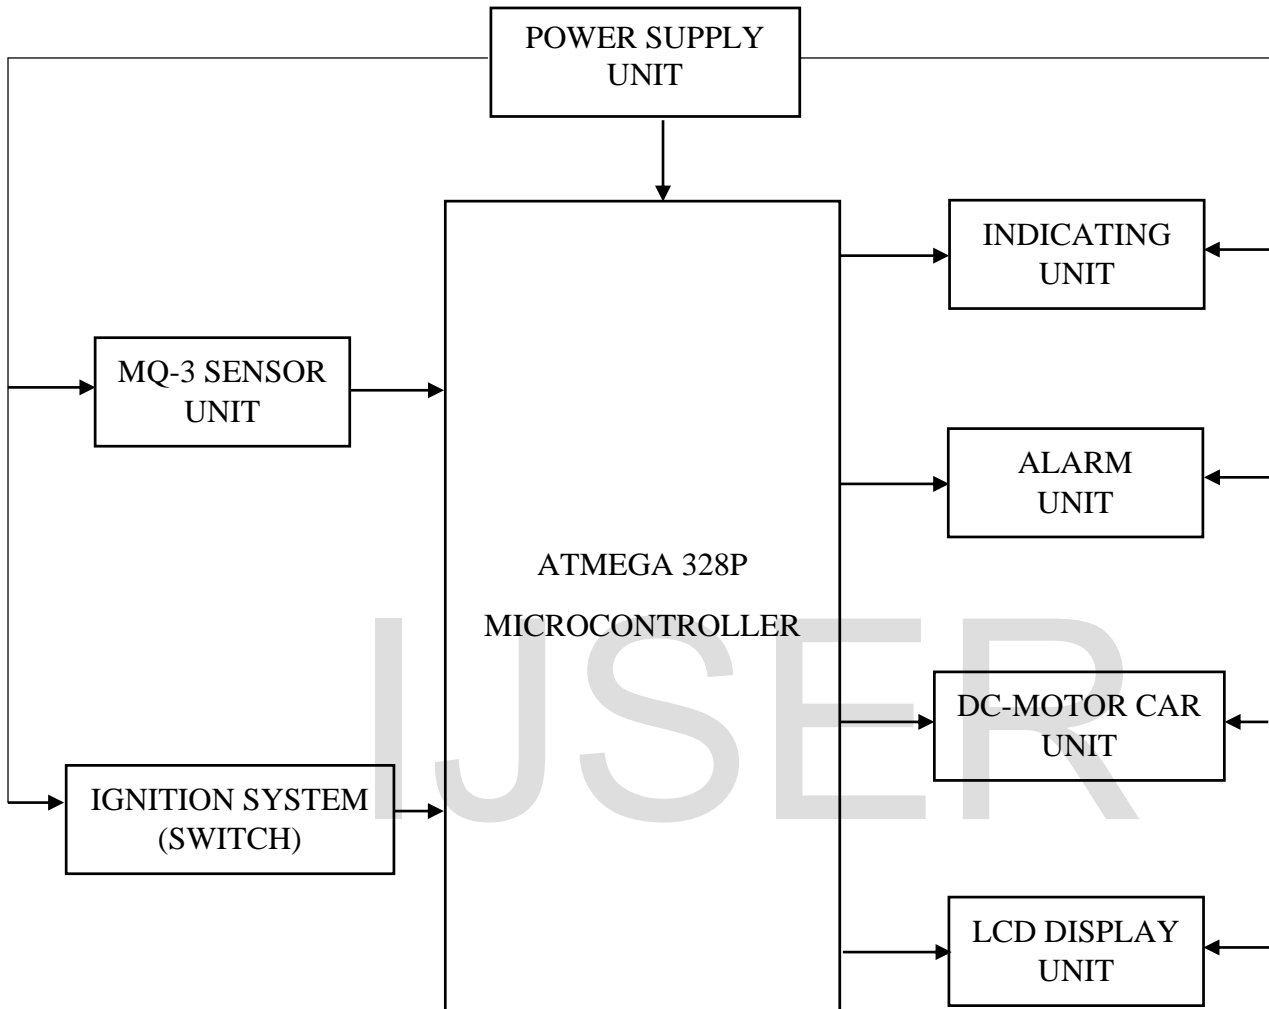 POWER SUPPLY
UNIT
INDICATING
UNIT
MQ-3 SENSOR
UNIT
ALARM
UNIT
ATMEGA 328P
MICROCONTROLLER
IJSER
DC-MOTOR CAR
UNIT
IGNITION SYSTEM
(SWITCH)
LCD DISPLAY
UNIT